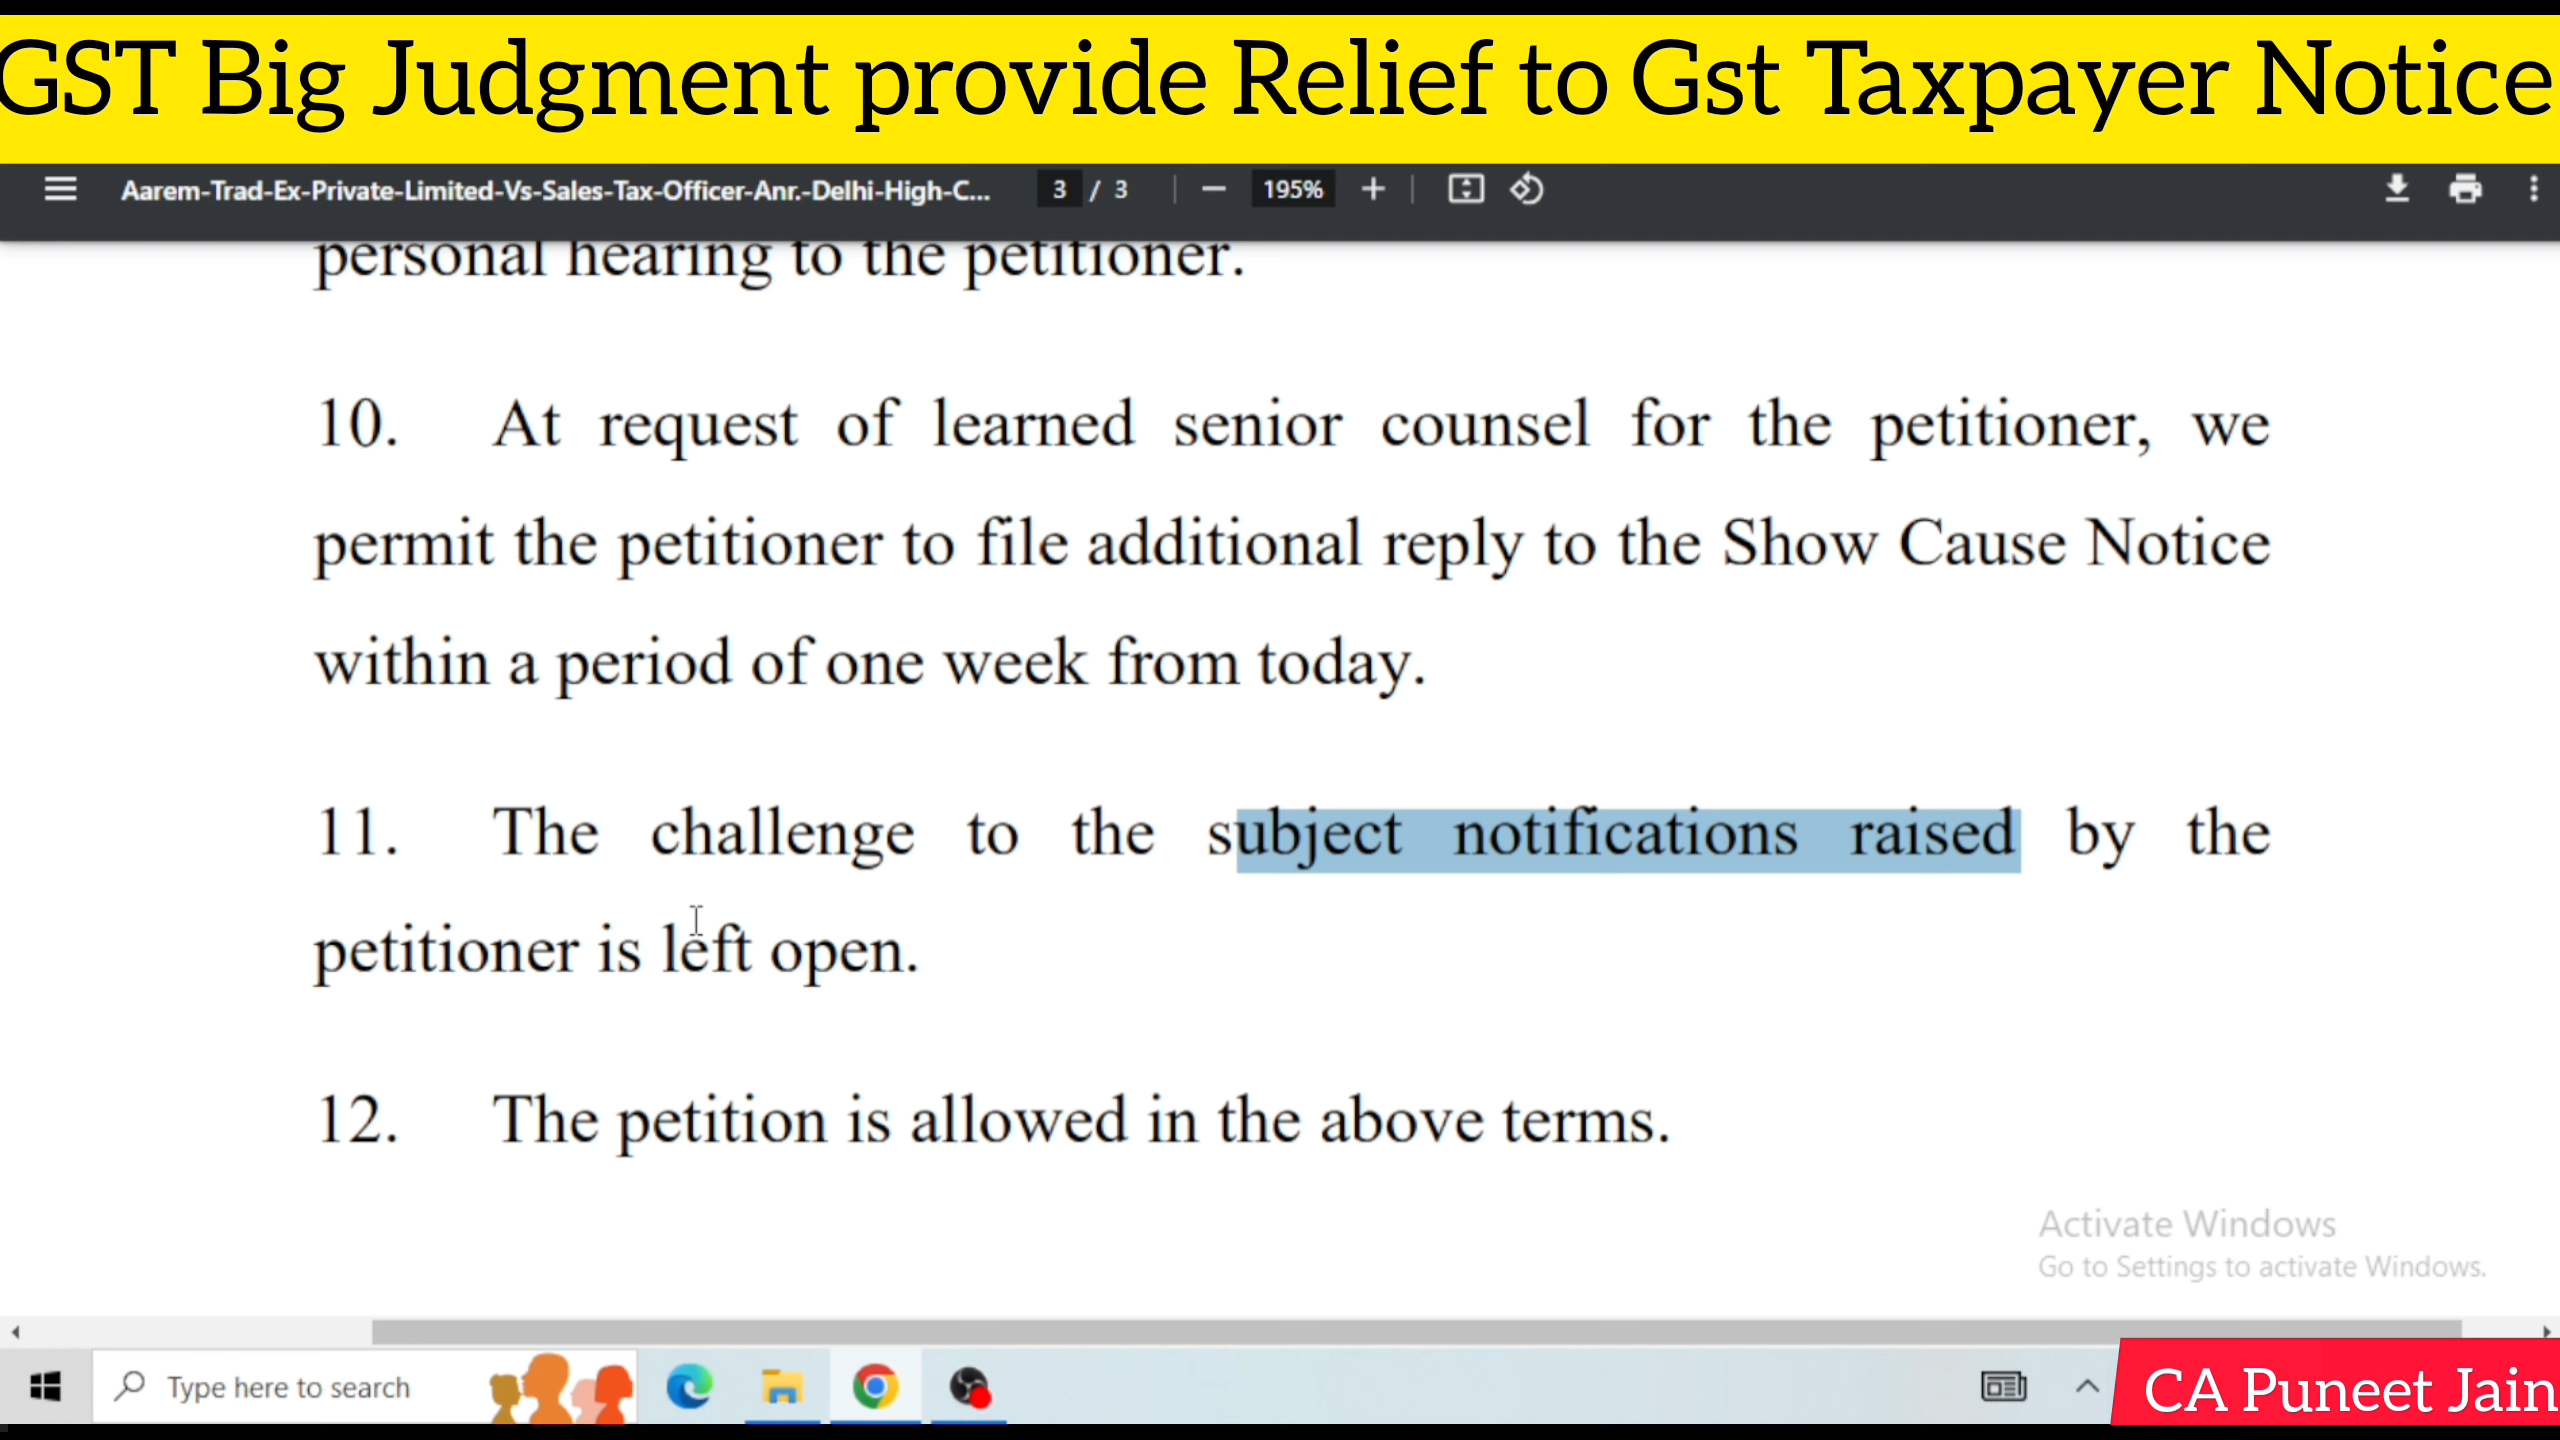 GST Big Judgment provide Relief to Gst Taxpayer Notice
Aarem-Trad-Ex-Private-Limited-Vs-Sales-Tax-Officer-Anr.-Delhi-High-C... 3 / 3 195%
personal hearing to the petitioner.
10. At request of learned senior counsel for the petitioner, we
permit the petitioner to file additional reply to the Show Cause Notice
within a period of one week from today.
11. The challenge to the subject notifications raised by the
petitioner is left open.
12. The petition is allowed in the above terms.
Activate Windows
Go to Settings to activate Windows.
Type here to search
CA Puneet Jain